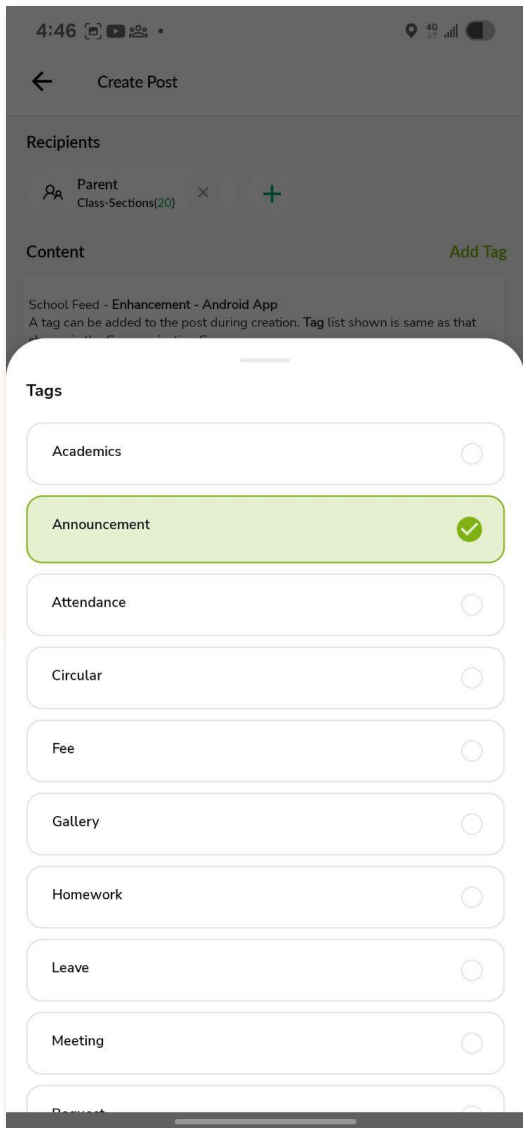 4:46
4G
Create Post
Recipients
Parent
Class-Sections(20)
Content
Add Tag
School Feed - Enhancement - Android App
A tag can be added to the post during creation. Tag list shown is same as that
Tags
Academics
Announcement
Attendance
Circular
Fee
Gallery
Homework
Leave
Meeting